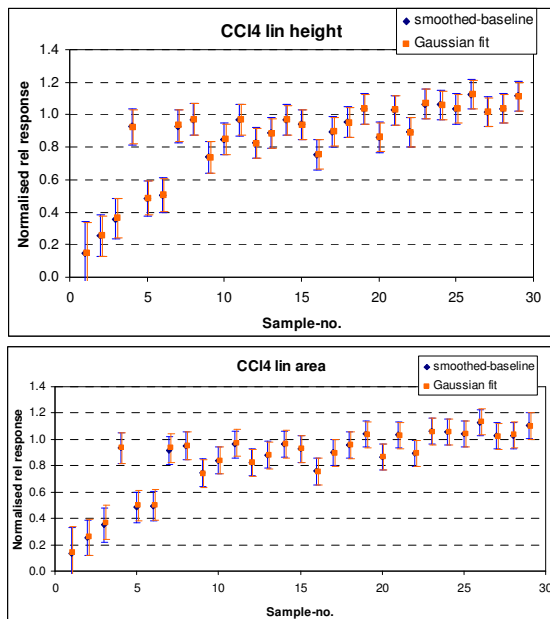 CCl4 lin height
smoothed-baseline
Gaussian fit
Normalised rel response
1.4
1.2
1.0
0.8
0.6
0.4
0.2
0.0
0 5 10 15 20 25 30
Sample-no.
CCl4 lin area
smoothed-baseline
Gaussian fit
Normalised rel response
1.4
1.2
1.0
0.8
0.6
0.4
0.2
0.0
0 5 10 15 20 25 30
Sample-no.